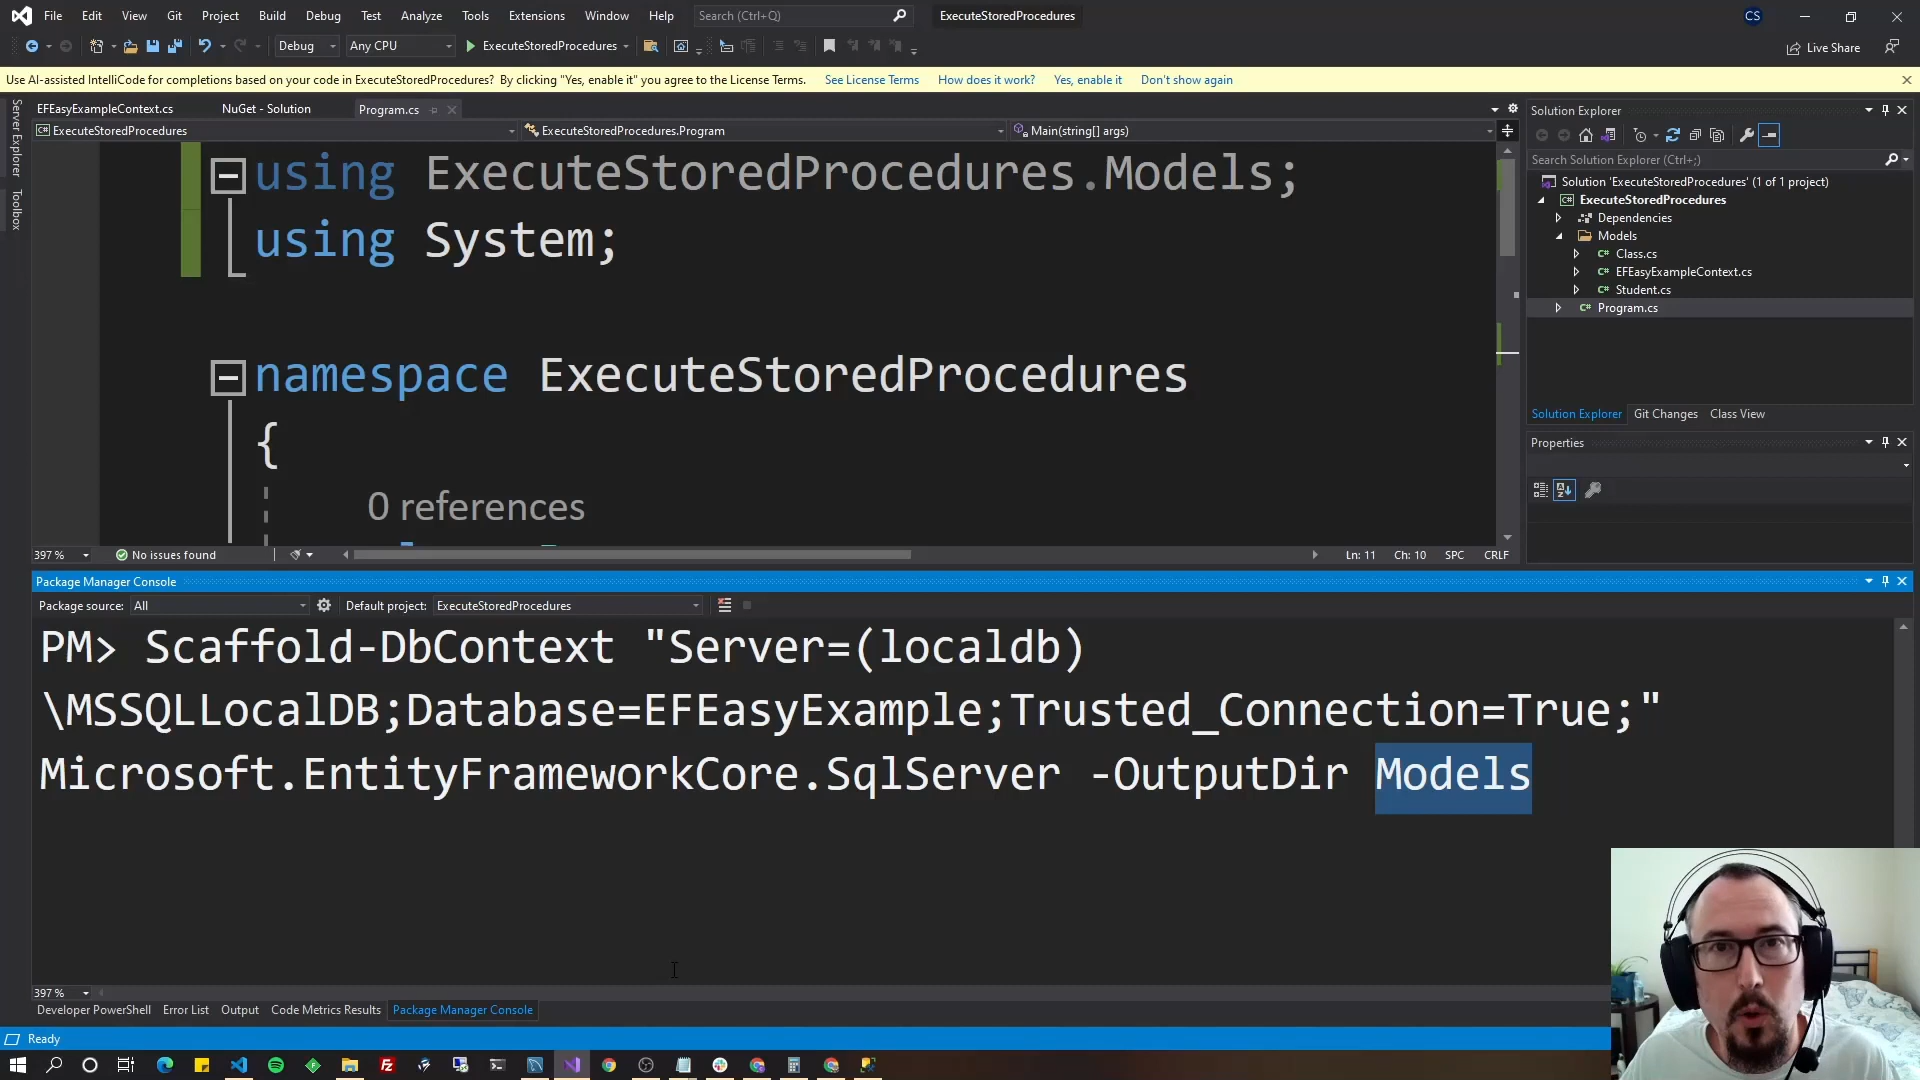 File Edit View Git Project Build Debug Test Analyze Tools Extensions Window Help Search (Ctrl+Q) ExecuteStoredProcedures CS
Debug Any CPU ExecuteStoredProcedures Live Share
Use AI-assisted IntelliCode for completions based on your code in ExecuteStoredProcedures? By clicking "Yes, enable it" you agree to the License Terms. See License Terms How does it work? Yes, enable it Don't show again
Server Explorer
Toolbox
EFEasyExampleContext.cs NuGet - Solution Program.cs
ExecuteStoredProcedures ExecuteStoredProcedures.Program Main(string[] args)
using ExecuteStoredProcedures.Models;
using System;
namespace ExecuteStoredProcedures
{
0 references
397 % No issues found Ln: 11 Ch: 10 SPC CRLF
Solution Explorer
Search Solution Explorer (Ctrl+;)
Solution 'ExecuteStoredProcedures' (1 of 1 project)
ExecuteStoredProcedures
Dependencies
Models
Class.cs
EFEasyExampleContext.cs
Student.cs
Program.cs
Solution Explorer Git Changes Class View
Properties
Package Manager Console
Package source: All Default project: ExecuteStoredProcedures
PM> Scaffold-DbContext "Server=(localdb)
\MSSQLLocalDB;Database=EFEasyExample;Trusted_Connection=True;"
Microsoft.EntityFrameworkCore.SqlServer -OutputDir Models
397 %
Developer PowerShell Error List Output Code Metrics Results Package Manager Console
Ready